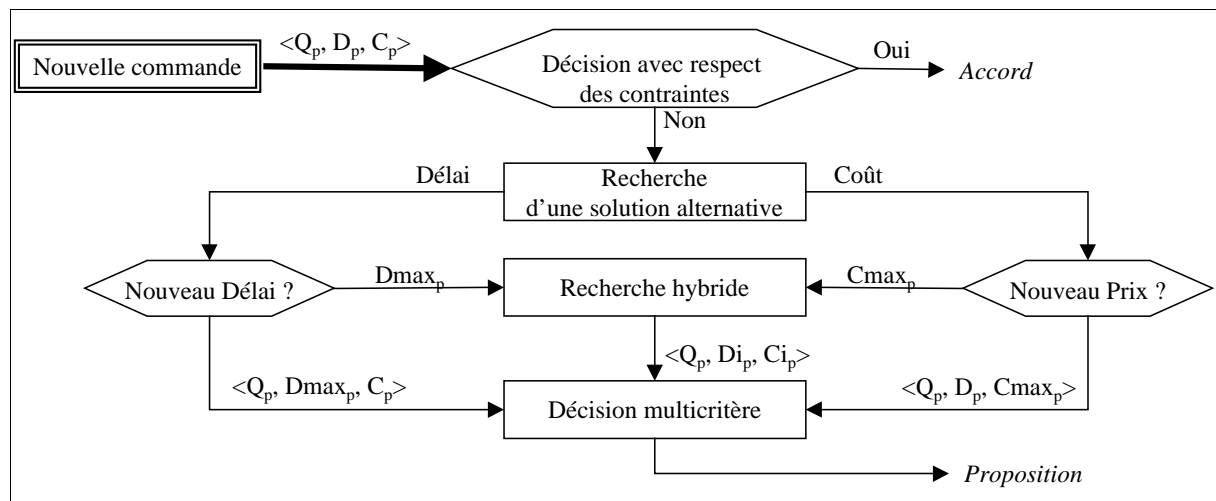 <Qp, Dp, Cp>
Nouvelle commande
Décision avec respect
des contraintes
Oui
Accord
Non
Délai
Recherche
d’une solution alternative
Coût
Nouveau Délai ?
Dmaxp
Recherche hybride
Cmaxp
Nouveau Prix ?
<Qp, Dip, Cip>
<Qp, Dmaxp, Cp>
Décision multicritère
<Qp, Dp, Cmaxp>
Proposition